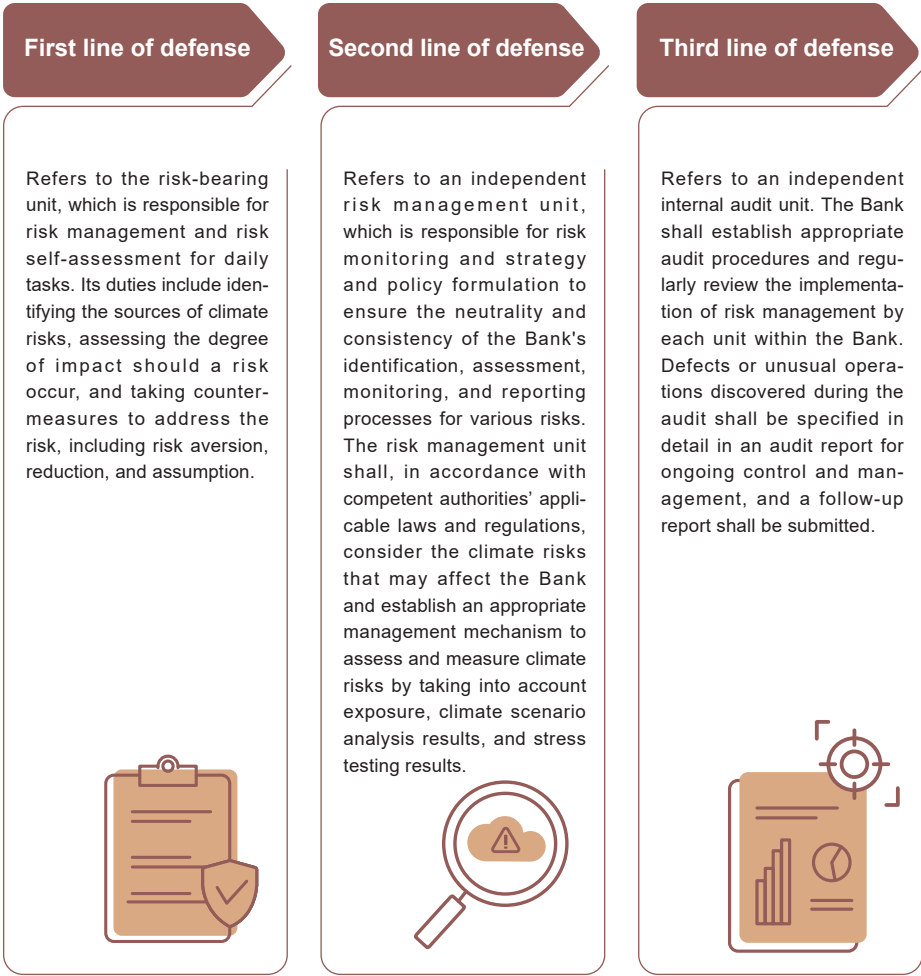 First line of defense
Refers to the risk-bearing
unit, which is responsible for
risk management and risk
self-assessment for daily
tasks. Its duties include iden-
tifying the sources of climate
risks, assessing the degree
of impact should a risk
occur, and taking counter-
measures to address the
risk, including risk aversion,
reduction, and assumption.
Second line of defense
Refers to an independent
risk management unit,
which is responsible for risk
monitoring and strategy
and policy formulation to
ensure the neutrality and
consistency of the Bank's
identification, assessment,
monitoring, and reporting
processes for various risks.
The risk management unit
shall, in accordance with
competent authorities’ appli-
cable laws and regulations,
consider the climate risks
that may affect the Bank
and establish an appropriate
management mechanism to
assess and measure climate
risks by taking into account
exposure, climate scenario
analysis results, and stress
testing results.
Third line of defense
Refers to an independent
internal audit unit. The Bank
shall establish appropriate
audit procedures and regu-
larly review the implementa-
tion of risk management by
each unit within the Bank.
Defects or unusual opera-
tions discovered during the
audit shall be specified in
detail in an audit report for
ongoing control and man-
agement, and a follow-up
report shall be submitted.